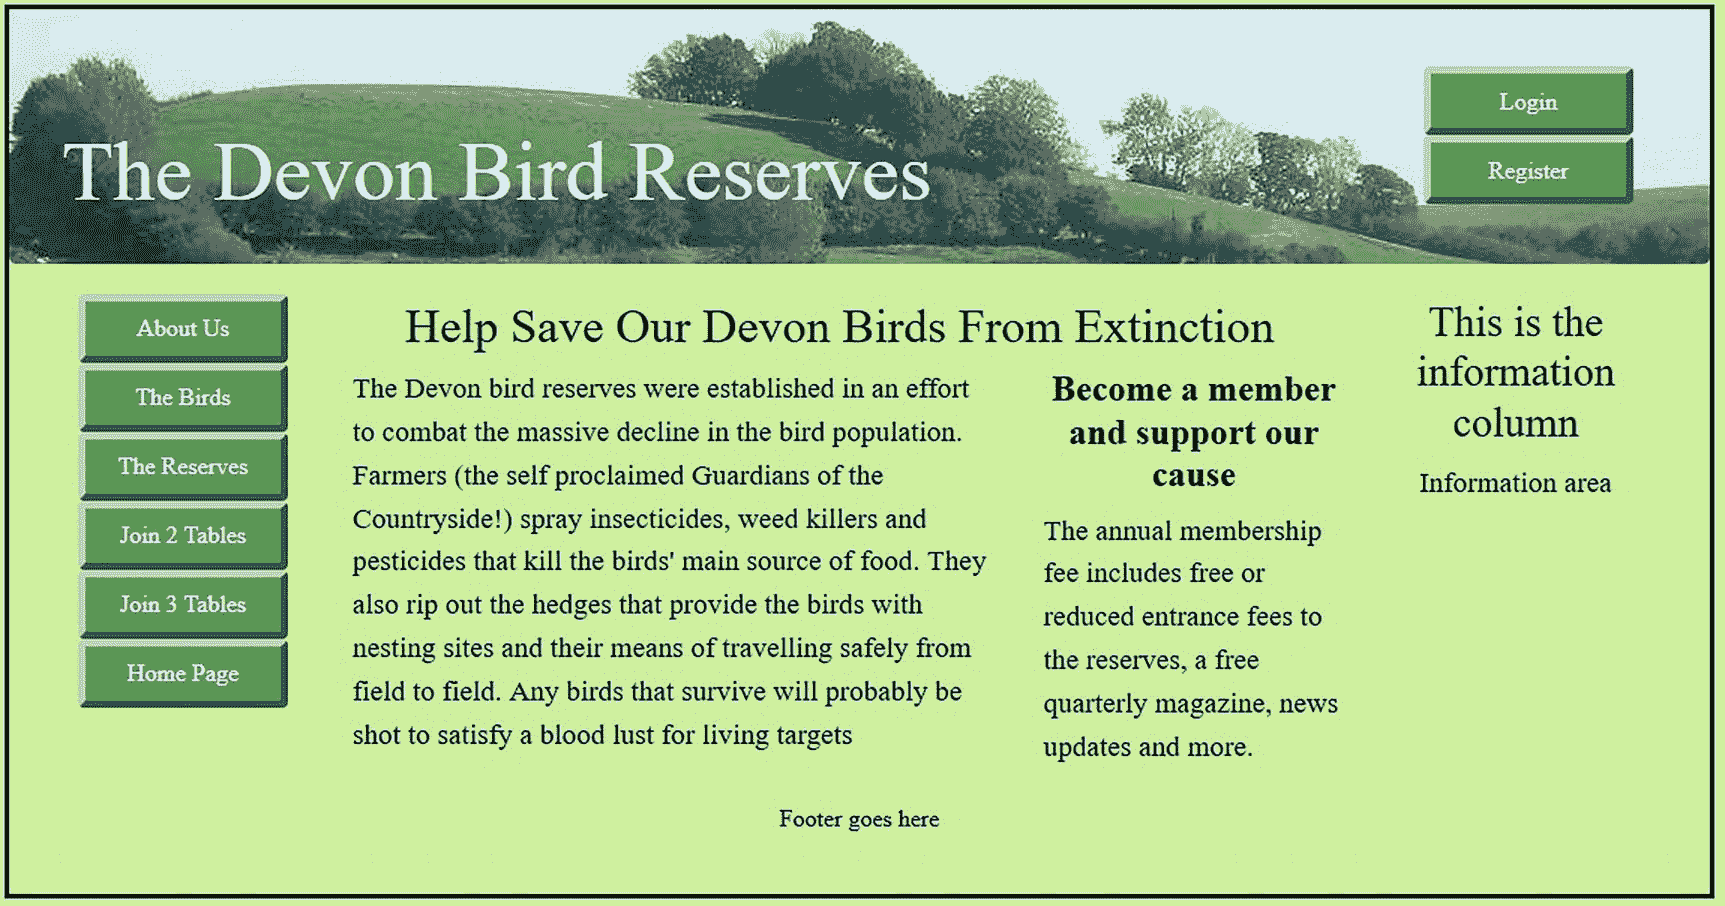 The Devon Bird Reserves
Login
Register
About Us
The Birds
The Reserves
Join 2 Tables
Join 3 Tables
Home Page
Help Save Our Devon Birds From Extinction
The Devon bird reserves were established in an effort
to combat the massive decline in the bird population.
Farmers (the self proclaimed Guardians of the
Countryside!) spray insecticides, weed killers and
pesticides that kill the birds' main source of food. They
also rip out the hedges that provide the birds with
nesting sites and their means of travelling safely from
field to field. Any birds that survive will probably be
shot to satisfy a blood lust for living targets
Become a member
and support our
cause
The annual membership
fee includes free or
reduced entrance fees to
the reserves, a free
quarterly magazine, news
updates and more.
This is the
information
column
Information area
Footer goes here